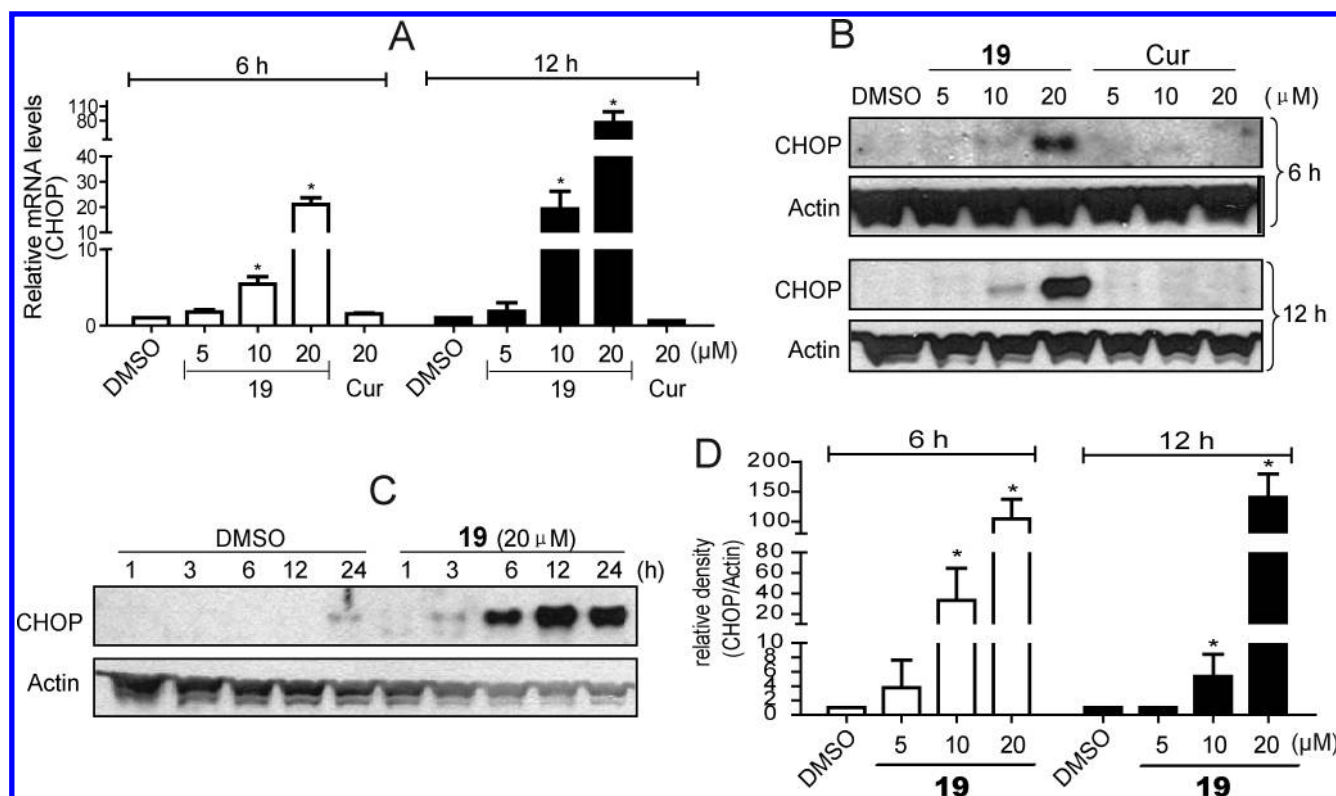 A
6 h
12 h
Relative mRNA levels
(CHOP)
110
80
40
30
20
10
10
0
* * * *
DMSO 5 10 20 20 DMSO 5 10 20 20 (μM)
19 Cur 19 Cur
B
19 Cur
DMSO 5 10 20 5 10 20 (μM)
CHOP
Actin
6 h
CHOP
Actin
12 h
C
DMSO 19 (20 μM)
1 3 6 12 24 1 3 6 12 24 (h)
CHOP
Actin
D
6 h
12 h
relative density
(CHOP/Actin)
200
150
100
80
60
40
20
10
8
6
4
2
0
* * * *
DMSO 5 10 20 DMSO 5 10 20 (μM)
19 19